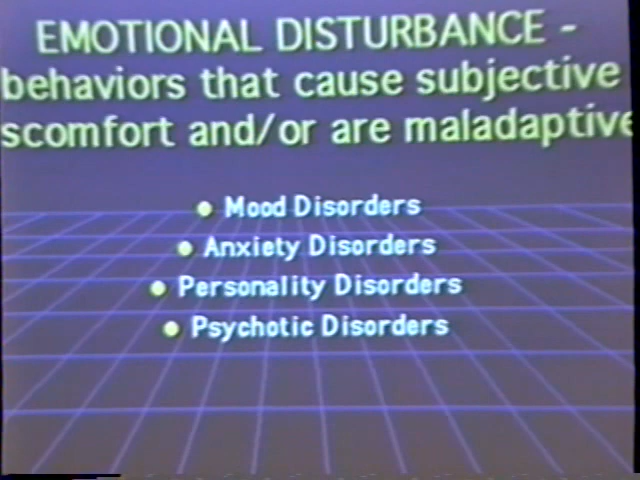 EMOTIONAL DISTURBANCE -
behaviors that cause subjective
scomfort and/or are maladaptive
• Mood Disorders
• Anxiety Disorders
• Personality Disorders
• Psychotic Disorders